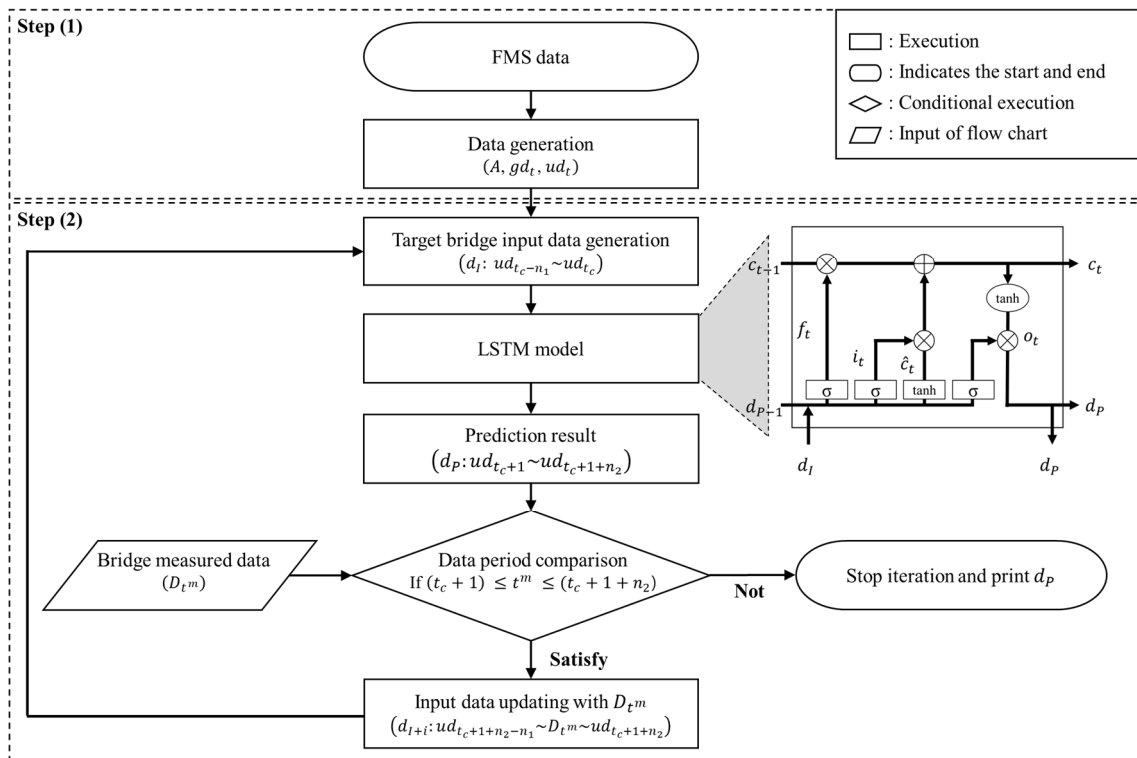 Step (1)
FMS data
: Execution
: Indicates the start and end
: Conditional execution
: Input of flow chart
Data generation
(A, gd_t, ud_t)
Step (2)
Target bridge input data generation
(d_I: ud_{t_c−n_1}~ud_{t_c})
LSTM model
c_{t−1}
c_t
tanh
f_t
i_t
ĉ_t
o_t
σ
σ
tanh
σ
d_{P−1}
d_P
d_I
d_P
Prediction result
(d_P: ud_{t_c+1}~ud_{t_c+1+n_2})
Bridge measured data
(D_{t^m})
Data period comparison
If (t_c + 1) ≤ t^m ≤ (t_c + 1 + n_2)
Not
Stop iteration and print d_P
Satisfy
Input data updating with D_{t^m}
(d_{I+i}: ud_{t_c+1+n_2−n_1}~D_{t^m}~ud_{t_c+1+n_2})